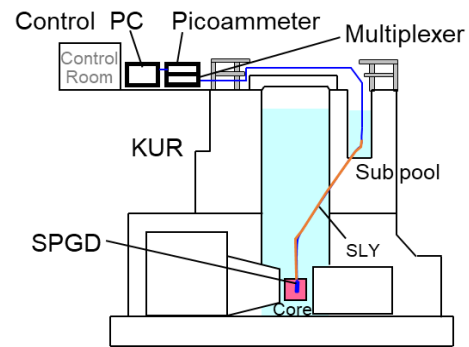 Control PC Picoammeter
Multiplexer
Control
Room
KUR
Sub pool
SPGD
SLY
Core